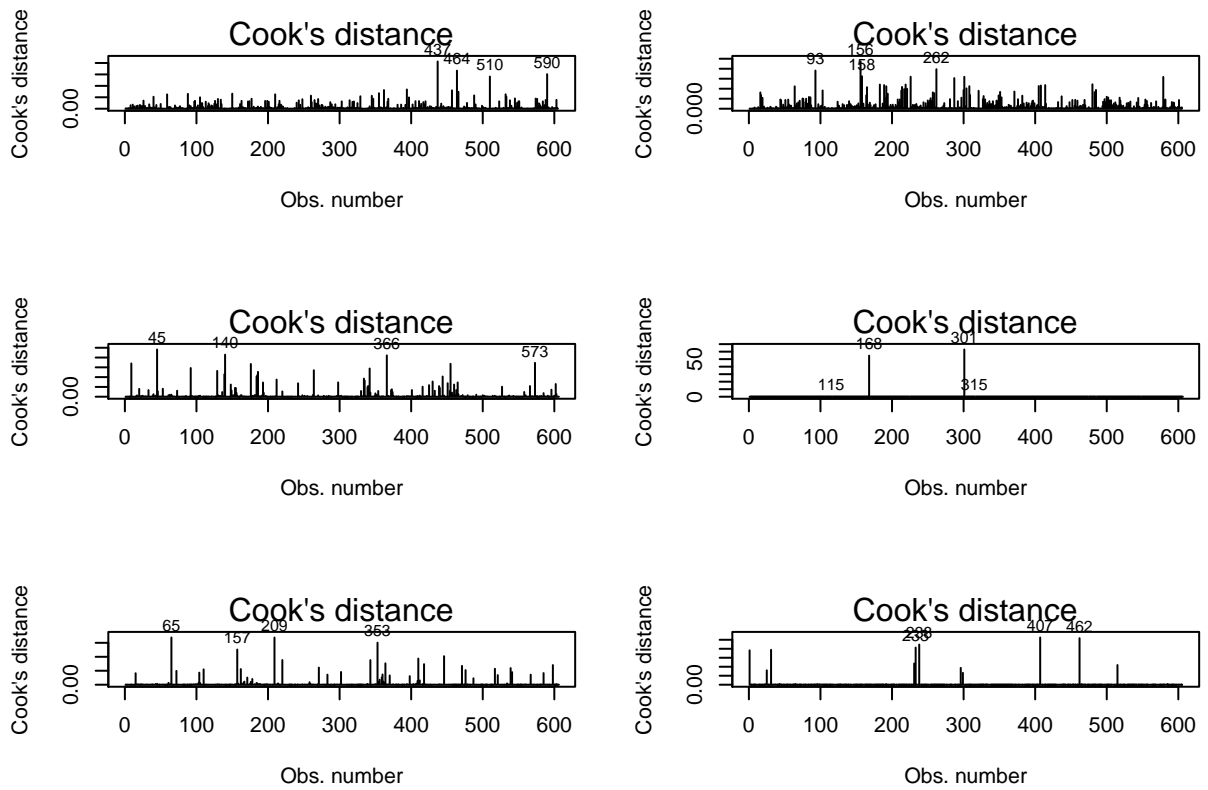 Cook's distance
Cook's distance
0.00
437
464
510
590
0 100 200 300 400 500 600
Obs. number
Cook's distance
Cook's distance
0.000
93
156
158
262
0 100 200 300 400 500 600
Obs. number
Cook's distance
Cook's distance
0.00
45
140
366
573
0 100 200 300 400 500 600
Obs. number
Cook's distance
Cook's distance
0 50
115
168
301
315
0 100 200 300 400 500 600
Obs. number
Cook's distance
Cook's distance
0.00
65
157
209
353
0 100 200 300 400 500 600
Obs. number
Cook's distance
Cook's distance
0.00
407
462
0 100 200 300 400 500 600
Obs. number